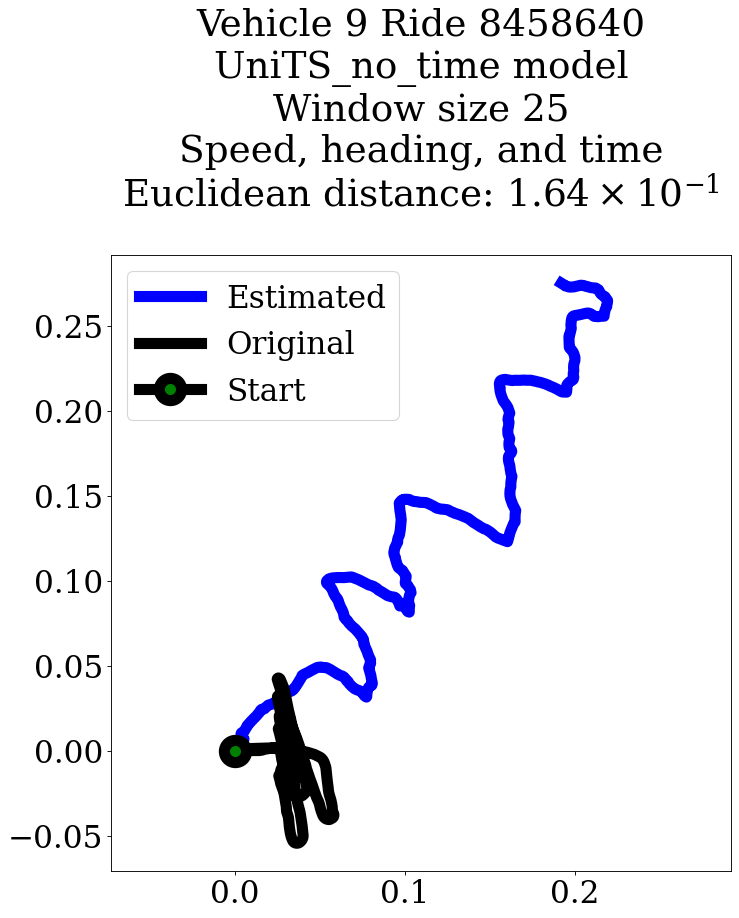 Vehicle 9 Ride 8458640
UniTS_no_time model
Window size 25
Speed, heading, and time
Euclidean distance: 1.64 × 10⁻¹
Estimated
Original
Start
0.25
0.20
0.15
0.10
0.05
0.00
−0.05
0.0 0.1 0.2